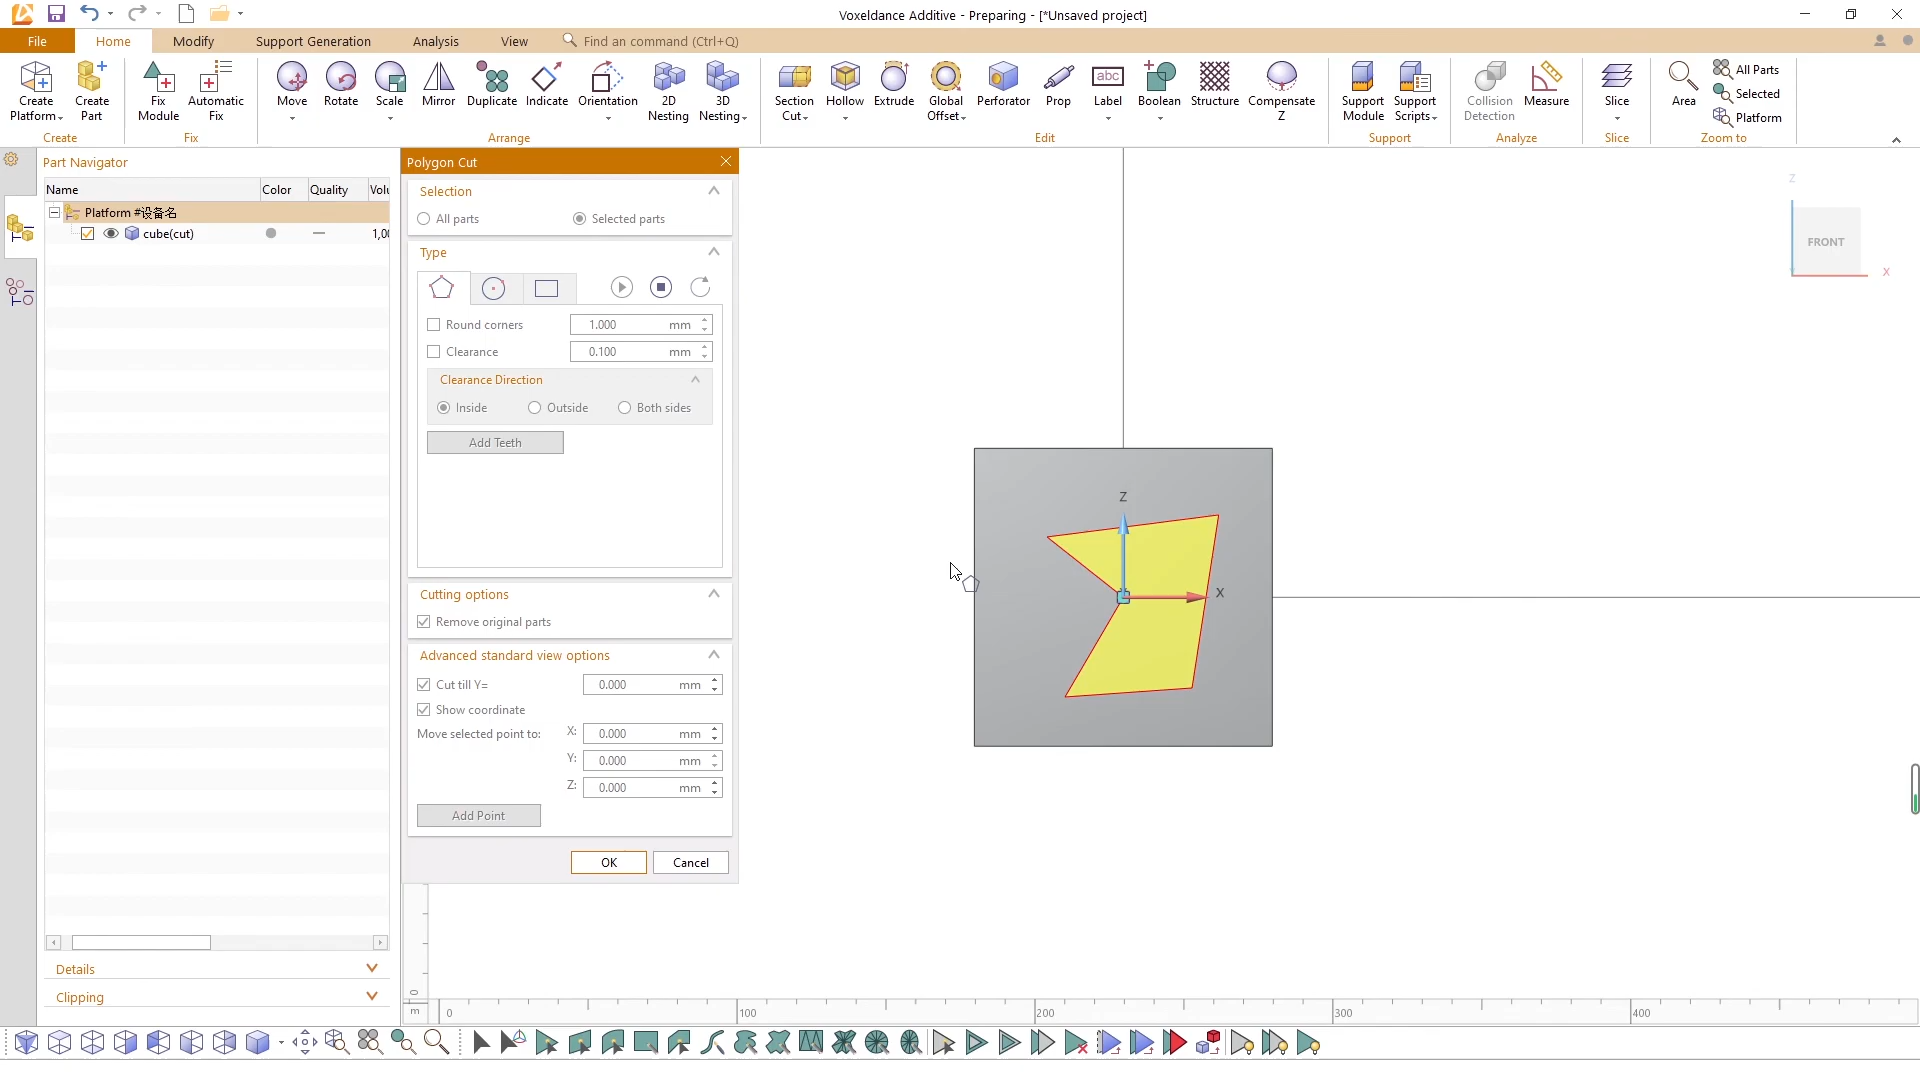 Voxeldance Additive - Preparing - [*Unsaved project]
File Home Modify Support Generation Analysis View Find an command (Ctrl+Q)
Create Platform Create Part Fix Module Automatic Fix Move Rotate Scale Mirror Duplicate Indicate Orientation 2D Nesting 3D Nesting Section Cut Hollow Extrude Global Offset Perforator Prop Label Boolean Structure Compensate Z Support Module Support Scripts Collision Detection Measure Slice Area All Parts Selected Platform
abc
Create Fix Arrange Edit Support Analyze Slice Zoom to
Part Navigator
Name Color Quality Volu
Platform #设备名
cube(cut) 1,00
Details
Clipping
Polygon Cut
Selection
All parts Selected parts
Type
Round corners 1.000 mm
Clearance 0.100 mm
Clearance Direction
Inside Outside Both sides
Add Teeth
Cutting options
Remove original parts
Advanced standard view options
Cut till Y= 0.000 mm
Show coordinate
Move selected point to: X: 0.000 mm
Y: 0.000 mm
Z: 0.000 mm
Add Point
OK Cancel
Z
X
Z
FRONT
X
0
m 0 100 200 300 400